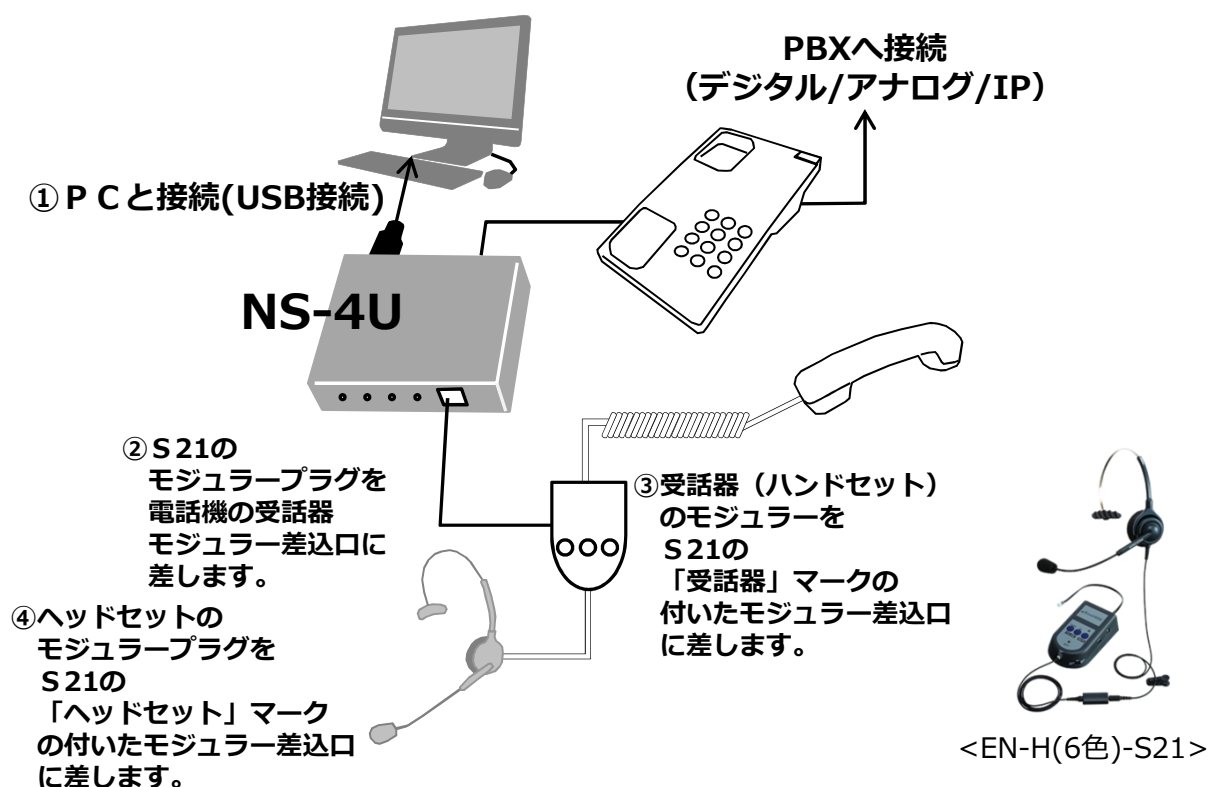 PBXへ接続
（デジタル/アナログ/IP）
①ＰＣと接続(USB接続)
NS-4U
②Ｓ21の
モジュラープラグを
電話機の受話器
モジュラー差込口に
差します。
③受話器（ハンドセット）
のモジュラーを
Ｓ21の
「受話器」マークの
付いたモジュラー差込口
に差します。
④ヘッドセットの
モジュラープラグを
Ｓ21の
「ヘッドセット」マーク
の付いたモジュラー差込口
に差します。
<EN-H(6色)-S21>